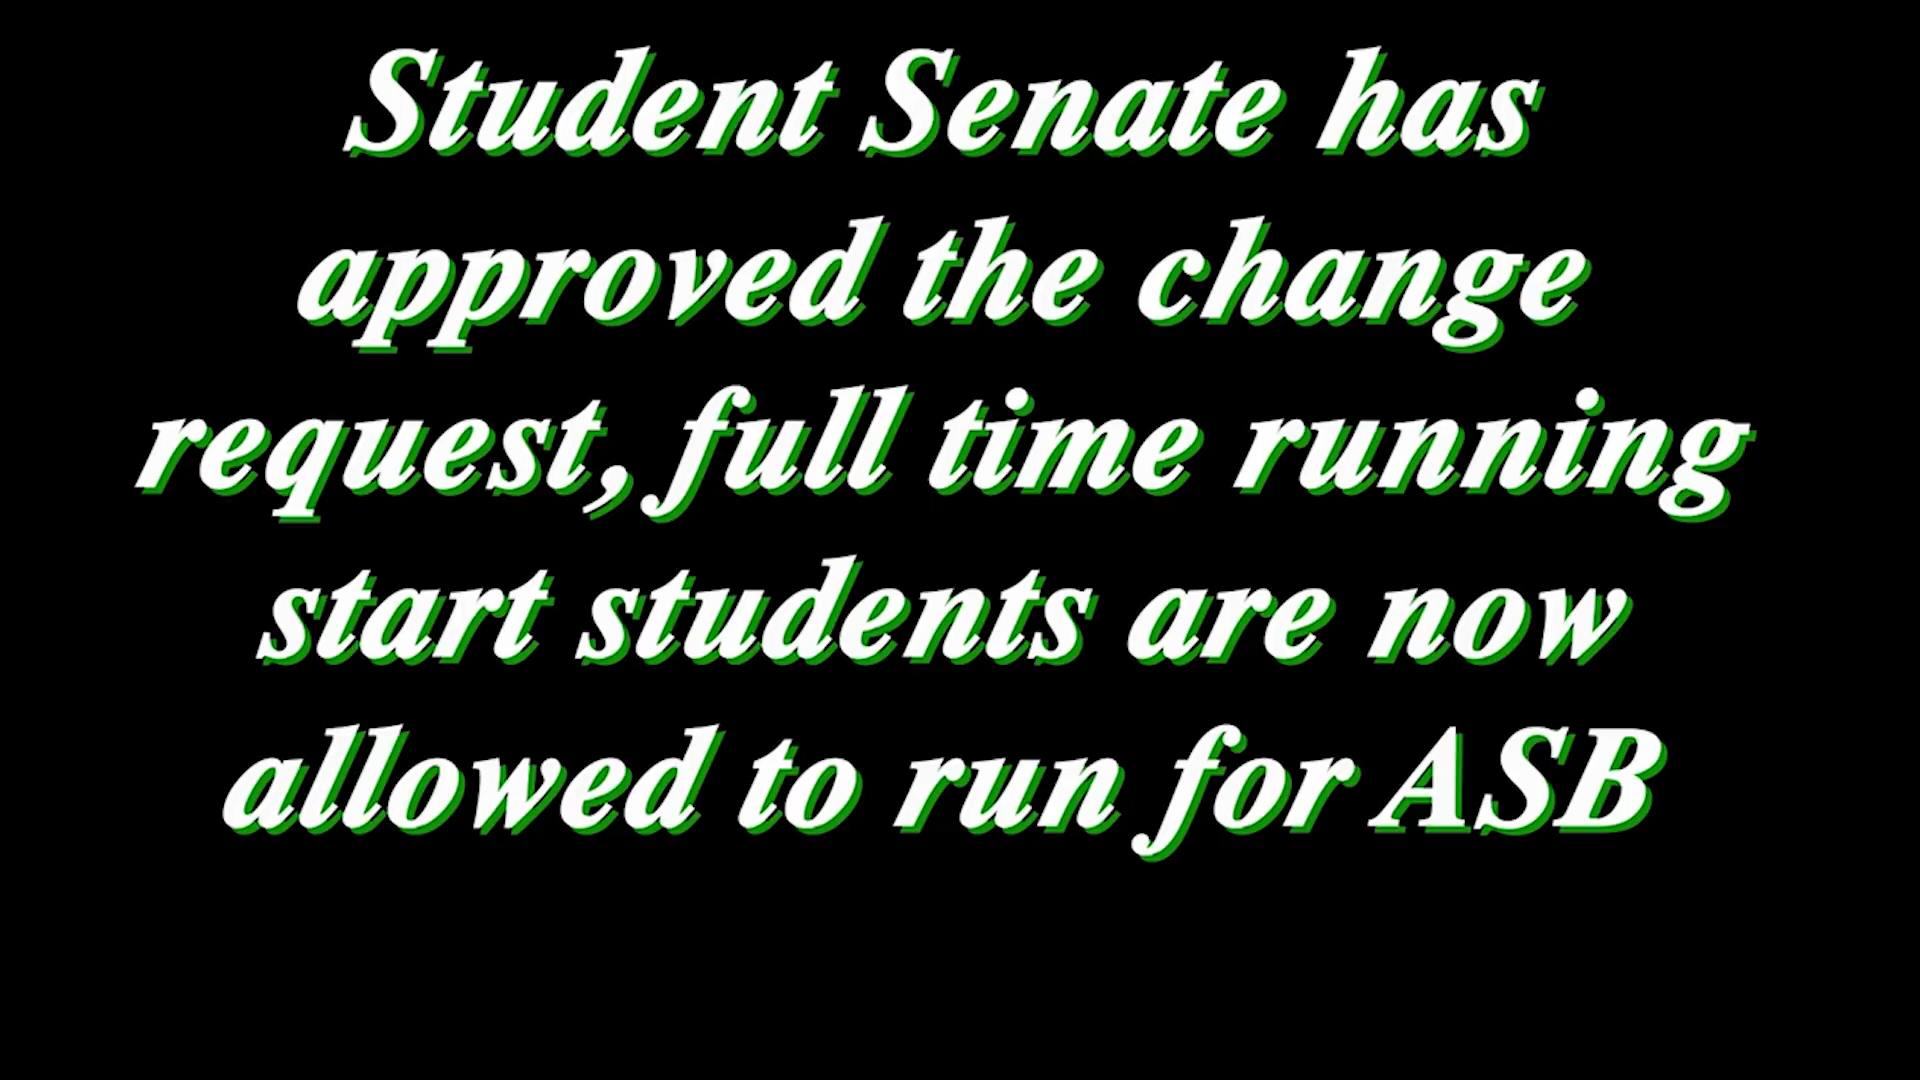 Student Senate has
approved the change
request, full time running
start students are now
allowed to run for ASB